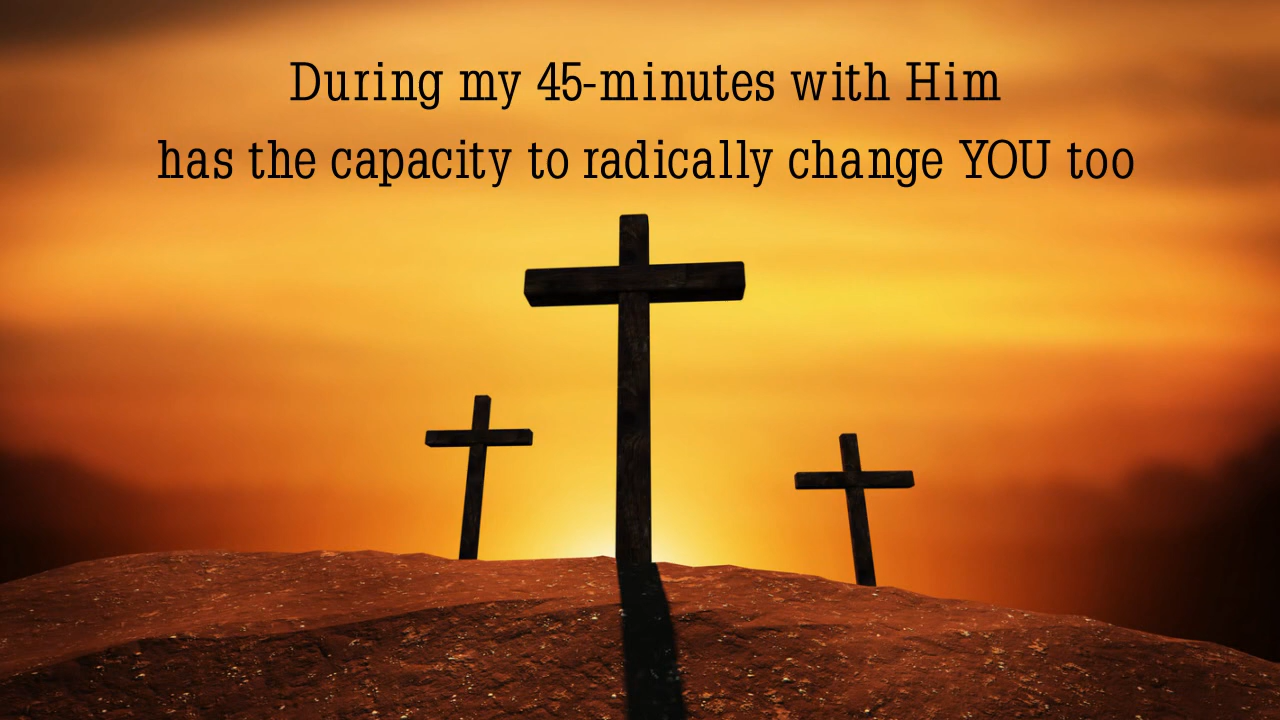 During my 45-minutes with Him
has the capacity to radically change YOU too